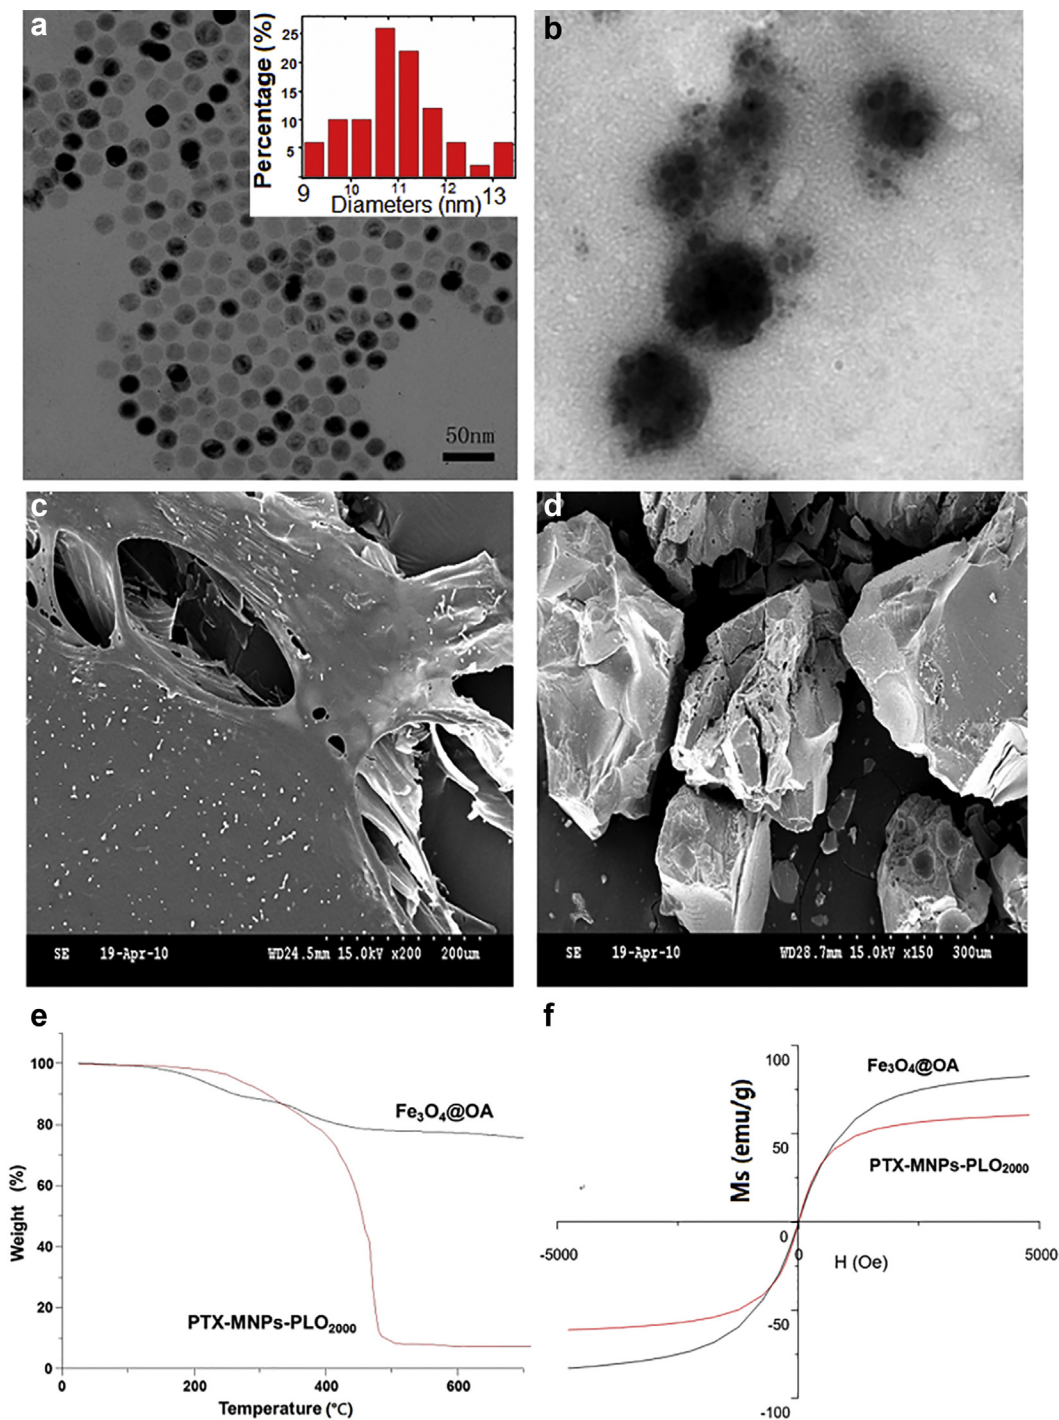 a
25
20
15
10
5
Percentage (%)
9 10 11 12 13
Diameters (nm)
50nm
b
c
SE 19-Apr-10 WD24.5mm 15.0kV x200 200um
d
SE 19-Apr-10 WD28.7mm 15.0kV x150 300um
e
100
80
60
40
20
0
Weight (%)
Fe₃O₄@OA
PTX-MNPs-PLO₂₀₀₀
0 200 400 600
Temperature (°C)
f
100
50
0
-50
-100
Ms (emu/g)
Fe₃O₄@OA
PTX-MNPs-PLO₂₀₀₀
-5000 0 5000
H (Oe)